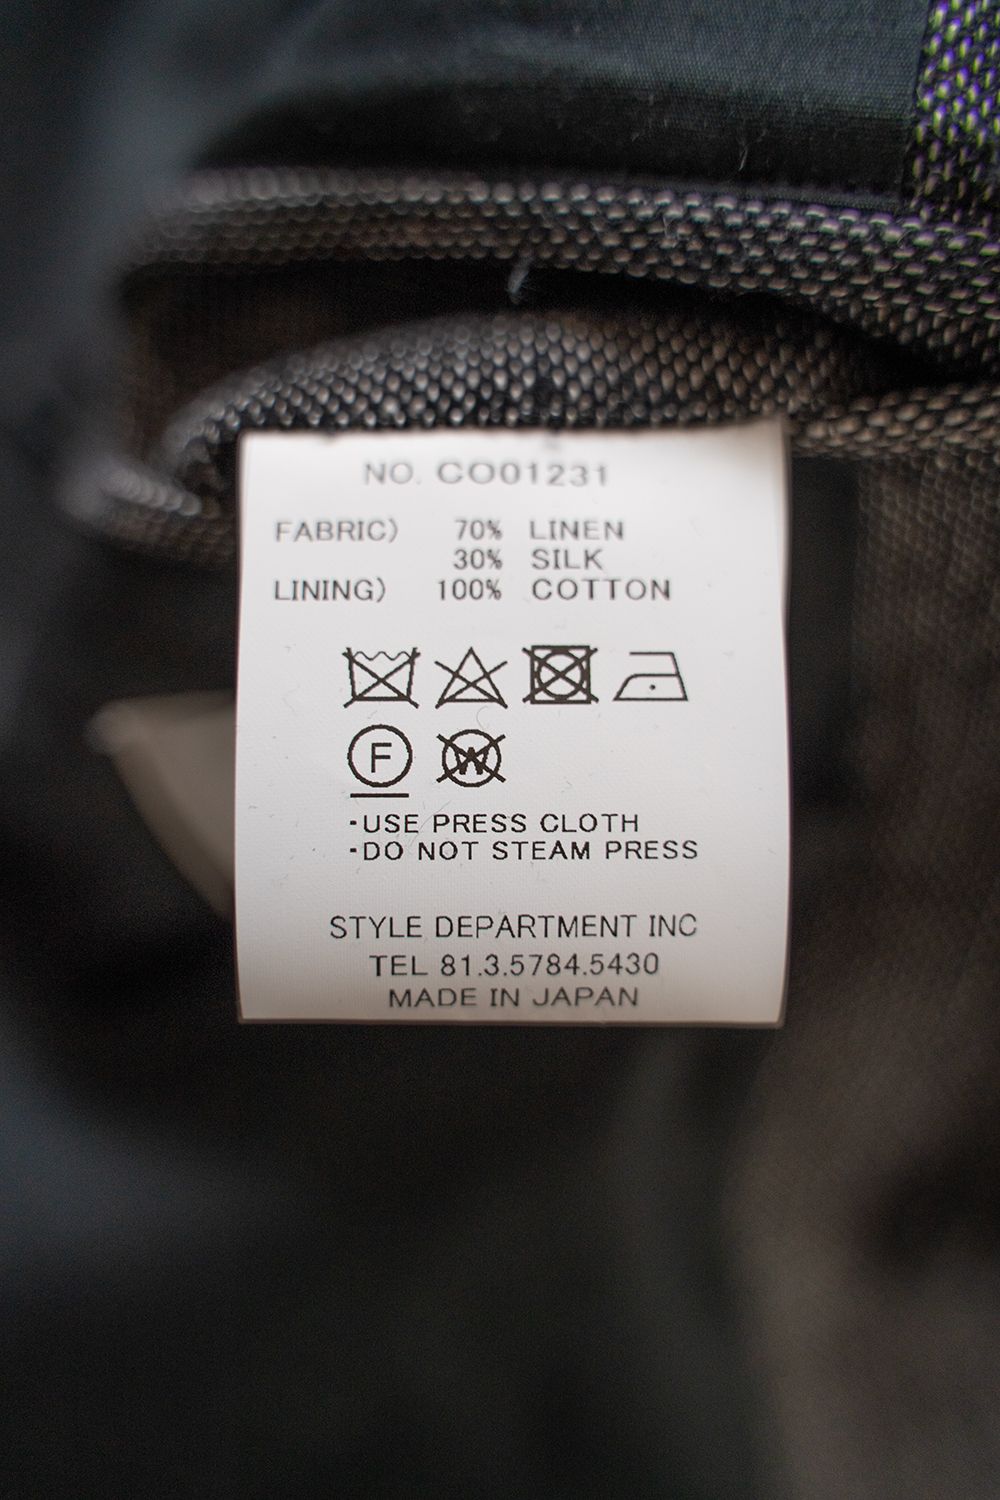 NO. CO01231
FABRIC) 70% LINEN
30% SILK
LINING) 100% COTTON
F W
·USE PRESS CLOTH
·DO NOT STEAM PRESS
STYLE DEPARTMENT INC
TEL 81.3.5784.5430
MADE IN JAPAN